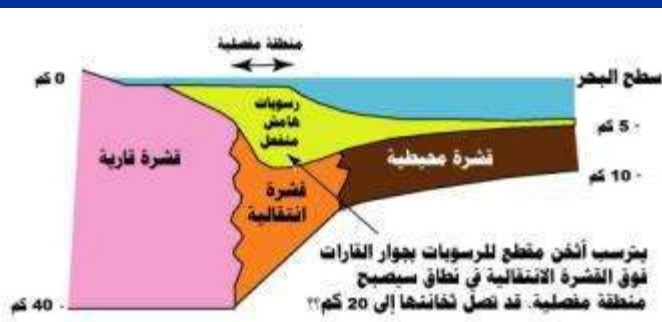 منطقة مفصلية
0 كم
سطح البحر
رسوبيات
هامش
منفعل
- 5 كم
قشرة قارية
قشرة محيطية
- 10 كم
قشرة
انتقالية
يترسب أثخن مقطع للرسوبيات بجوار القارات
فوق القشرة الانتقالية في نطاق سيصبح
منطقة مفصلية. قد تصل ثخانتها إلى 20 كم؟؟
- 40 كم